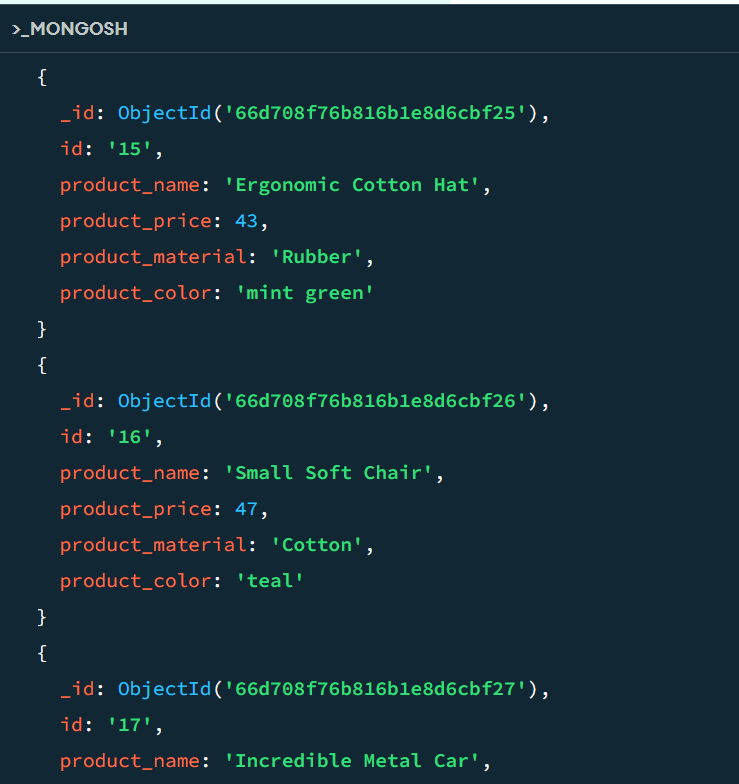 >_MONGOSH
{
_id: ObjectId('66d708f76b816b1e8d6cbf25'),
id: '15',
product_name: 'Ergonomic Cotton Hat',
product_price: 43,
product_material: 'Rubber',
product_color: 'mint green'
}
{
_id: ObjectId('66d708f76b816b1e8d6cbf26'),
id: '16',
product_name: 'Small Soft Chair',
product_price: 47,
product_material: 'Cotton',
product_color: 'teal'
}
{
_id: ObjectId('66d708f76b816b1e8d6cbf27'),
id: '17',
product_name: 'Incredible Metal Car',